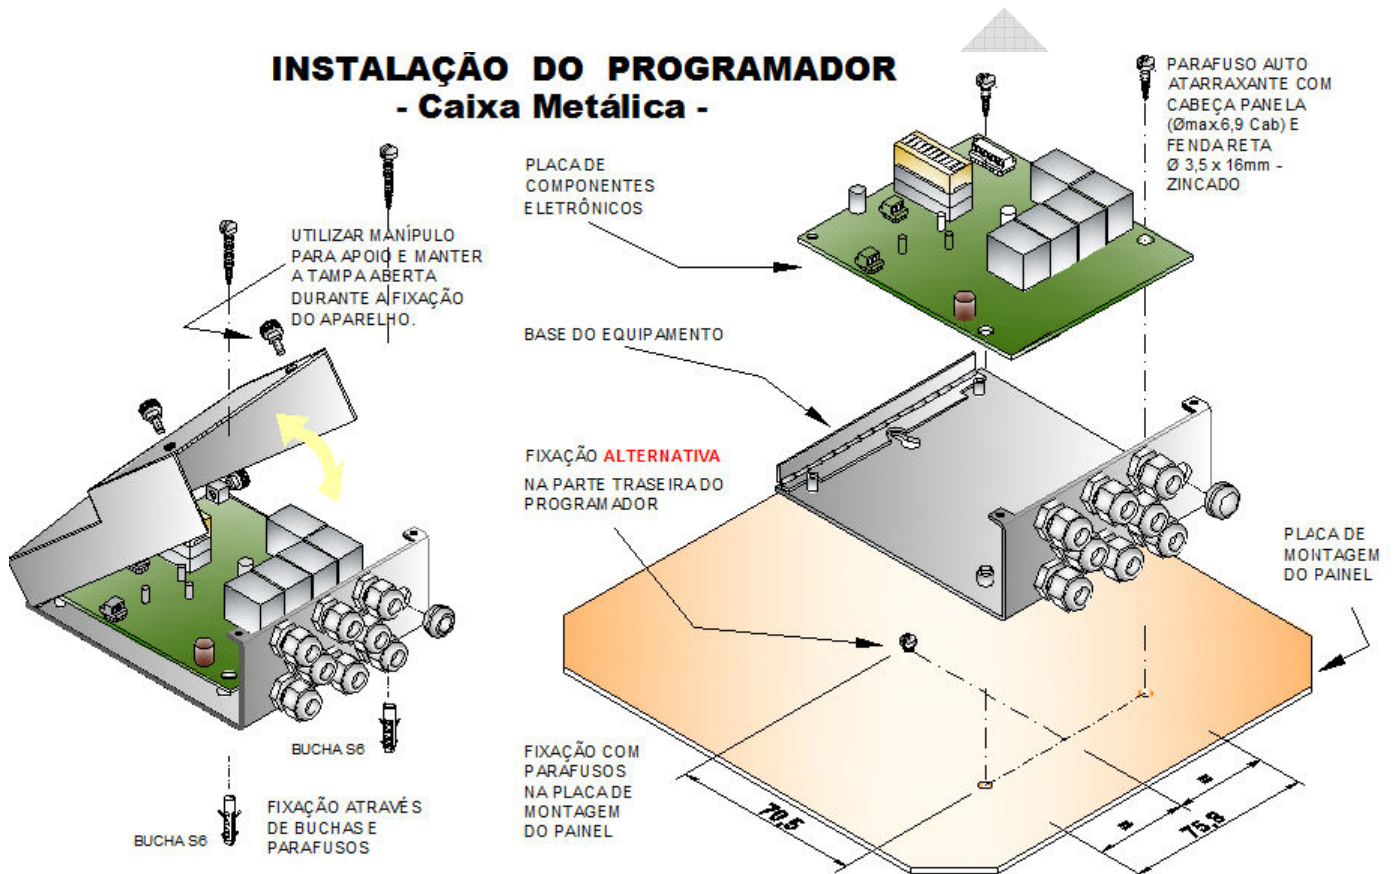 INSTALAÇÃO DO PROGRAMADOR
- Caixa Metálica -
UTILIZAR MANÍPULO
PARA APOIO E MANTER
A TAMPA ABERTA
DURANTE A FIXAÇÃO
DO APARELHO.
BUCHA S6
BUCHA S6
FIXAÇÃO ATRAVÉS
DE BUCHAS E
PARAFUSOS
PLACA DE
COMPONENTES
ELETRÔNICOS
BASE DO EQUIPAMENTO
FIXAÇÃO ALTERNATIVA
NA PARTE TRASEIRA DO
PROGRAMADOR
FIXAÇÃO COM
PARAFUSOS
NA PLACA DE
MONTAGEM
DO PAINEL
PARAFUSO AUTO
ATARRAXANTE COM
CABEÇA PANELA
(Ømax.6,9 Cab) E
FENDA RETA
Ø 3,5 x 16mm -
ZINCADO
PLACA DE
MONTAGEM
DO PAINEL
70,5
=
=
75,8